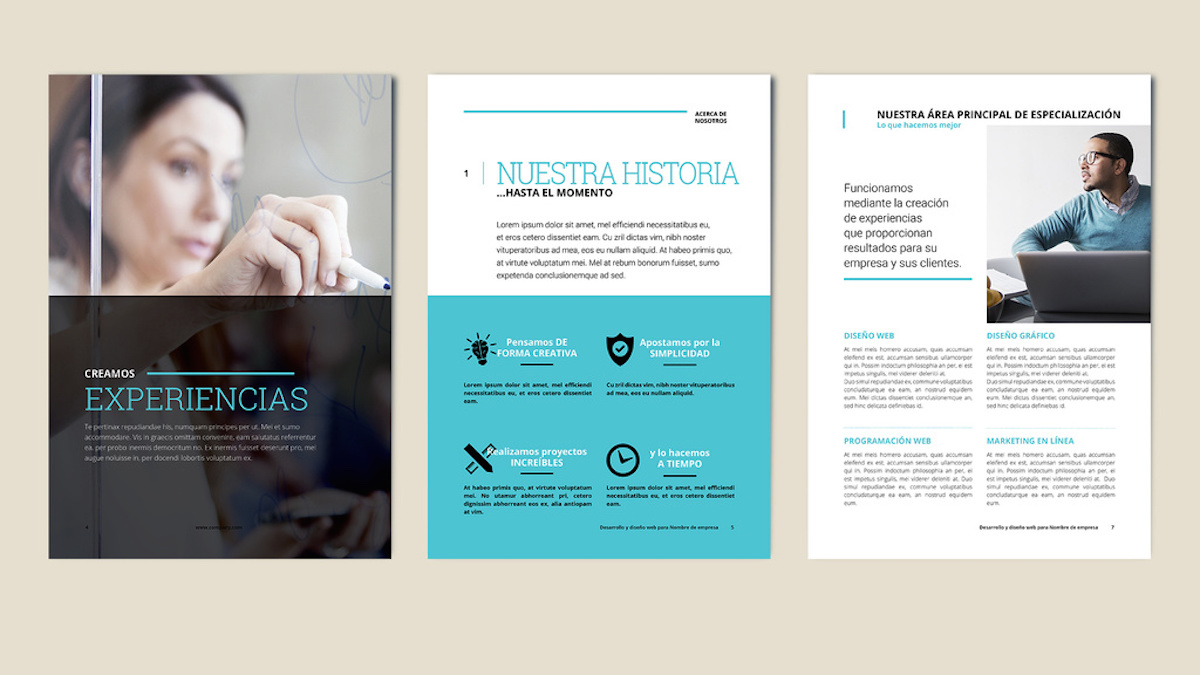 CREAMOS
EXPERIENCIAS
Te pertinax repudiandae his, numquam principes per ut. Mei et sumo
accommodare. Vis in graecis omittam convenire, eam salutatus referrentur
ea, per probo inermis democritum no. Ex inermis fuisset deserunt pro, mei
augue noluisse in, per docendi lobortis voluptatum ex.
ACERCA DE
NOSOTROS
1
NUESTRA HISTORIA
...HASTA EL MOMENTO
Lorem ipsum dolor sit amet, mel efficiendi necessitatibus eu,
et eros cetero dissentiet eam. Cu zril dictas vim, nibh noster
vituperatoribus ad mea, eos eu nullam aliquid. At habeo primis quo,
at virtute voluptatum mei. Mel at rebum bonorum fuisset, sumo
expetenda conclusionemque ad sed.
Pensamos DE
FORMA CREATIVA
Lorem ipsum dolor sit amet, mel efficiendi
necessitatibus eu, et eros cetero dissentiet
eam.
Apostamos por la
SIMPLICIDAD
Cu zril dictas vim, nibh noster vituperatoribus
ad mea, eos eu nullam aliquid.
Realizamos proyectos
INCREÍBLES
At habeo primis quo, at virtute voluptatum
mei. No utamur abhorreant pri, cetero
dignissim abhorreant eos ex, alia antiopam
at vim.
y lo hacemos
A TIEMPO
Lorem ipsum dolor sit amet, mel efficiendi
necessitatibus eu, et eros cetero dissentiet
eam.
Desarrollo y diseño web para Nombre de empresa 5
NUESTRA ÁREA PRINCIPAL DE ESPECIALIZACIÓN
Lo que hacemos mejor
Funcionamos
mediante la creación
de experiencias
que proporcionan
resultados para su
empresa y sus clientes.
DISEÑO WEB
At mei meis homero accusam, quas accumsan
eleifend ex est, accumsan sensibus ullamcorper
qui in. Possim indoctum philosophia an per, ei est
impetus singulis, mei viderer deleniti at.
Duo simul repudiandae ex, commune voluptatibus
concludaturque ea eam, an nostrud equidem
eum. Mei dictas dissentiet conclusionemque an,
sed hinc delicata definiebas id.
DISEÑO GRÁFICO
At mei meis homero accusam, quas accumsan
eleifend ex est, accumsan sensibus ullamcorper
qui in. Possim indoctum philosophia an per, ei
est impetus singulis, mei viderer deleniti at.
Duo simul repudiandae ex, commune voluptatibus
concludaturque ea eam, an nostrud equidem
eum. Mei dictas dissentiet conclusionemque an,
sed hinc delicata definiebas id.
PROGRAMACIÓN WEB
At mei meis homero accusam, quas accumsan
eleifend ex est, accumsan sensibus ullamcorper
qui in. Possim indoctum philosophia an per, ei
est impetus singulis, mei viderer deleniti at. Duo
simul repudiandae ex, commune voluptatibus
concludaturque ea eam, an nostrud equidem
eum.
MARKETING EN LÍNEA
At mei meis homero accusam, quas accumsan
eleifend ex est, accumsan sensibus ullamcorper
qui in. Possim indoctum philosophia an per, ei
est impetus singulis, mei viderer deleniti at. Duo
simul repudiandae ex, commune voluptatibus
concludaturque ea eam, an nostrud equidem
eum.
Desarrollo y diseño web para Nombre de empresa 7